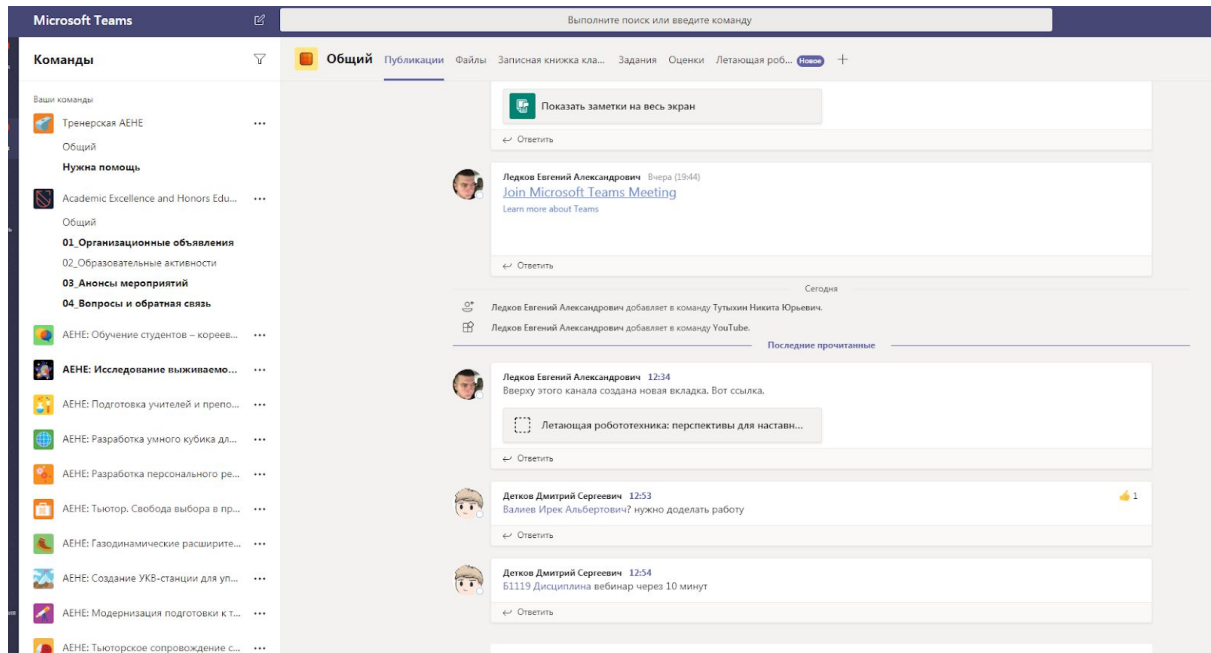 Microsoft Teams
Выполните поиск или введите команду
Команды
Общий Публикации Файлы Записная книжка кла... Задания Оценки Летающая роб... Новое
Ваши команды
Тренерская АЕНЕ
Общий
Нужна помощь
Academic Excellence and Honors Edu...
Общий
01_Организационные объявления
02_Образовательные активности
03_Анонсы мероприятий
04_Вопросы и обратная связь
АЕНЕ: Обучение студентов – кореев...
АЕНЕ: Исследование выживаемо...
АЕНЕ: Подготовка учителей и препо...
АЕНЕ: Разработка умного кубика дл...
АЕНЕ: Разработка персонального ре...
АЕНЕ: Тьютор. Свобода выбора в пр...
АЕНЕ: Газодинамические расширите...
АЕНЕ: Создание УКВ-станции для уп...
АЕНЕ: Модернизация подготовки к т...
АЕНЕ: Тьюторское сопровождение с...
Показать заметки на весь экран
Ответить
Ледков Евгений Александрович Вчера (19:44)
Join Microsoft Teams Meeting
Learn more about Teams
Ответить
Сегодня
Ледков Евгений Александрович добавляет в команду Тутыхин Никита Юрьевич.
Ледков Евгений Александрович добавляет в команду YouTube.
Последние прочитанные
Ледков Евгений Александрович 12:34
Вверху этого канала создана новая вкладка. Вот ссылка.
Летающая робототехника: перспективы для наставн...
Ответить
Детков Дмитрий Сергеевич 12:53
1
Валиев Ирек Альбертович? нужно доделать работу
Ответить
Детков Дмитрий Сергеевич 12:54
Б1119 Дисциплина вебинар через 10 минут
Ответить